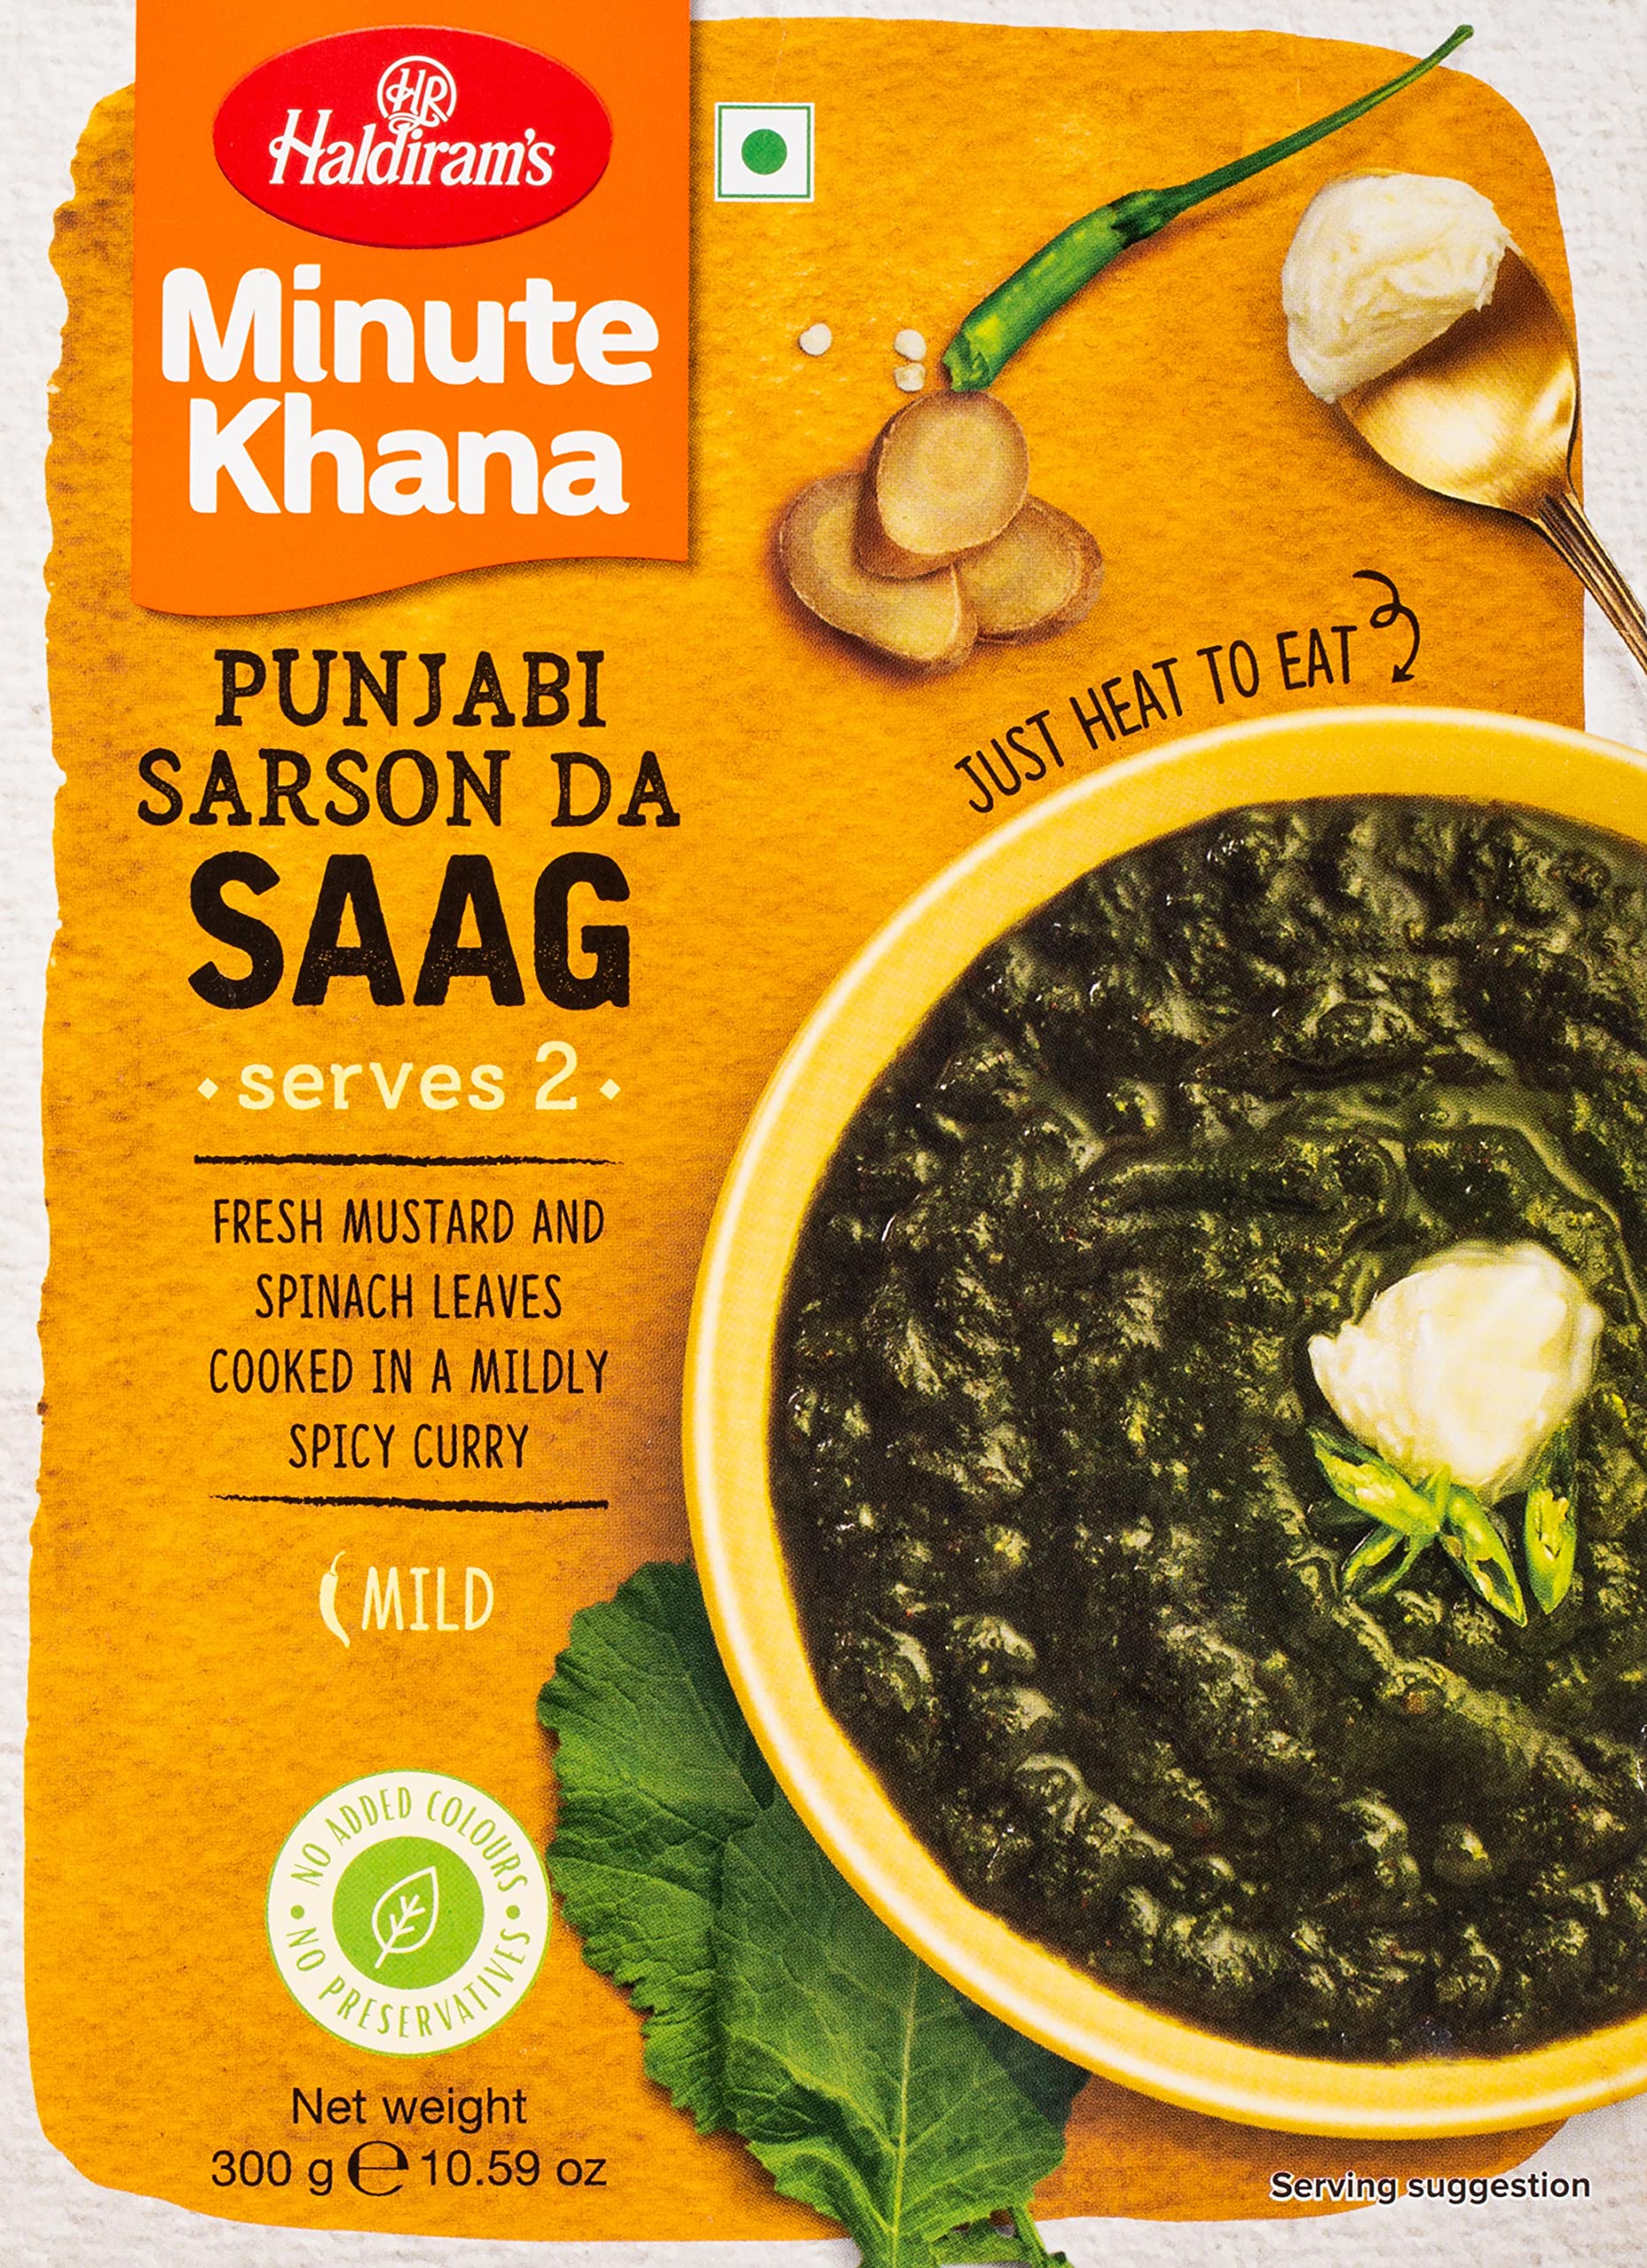 HR
Haldiram's
Minute
Khana
JUST HEAT TO EAT
PUNJABI
SARSON DA
SAAG
serves 2
FRESH MUSTARD AND
SPINACH LEAVES
COOKED IN A MILDLY
SPICY CURRY
MILD
• NO ADDED COLOURS •
NO PRESERVATIVES
Net weight
300 g ℮ 10.59 oz
Serving suggestion